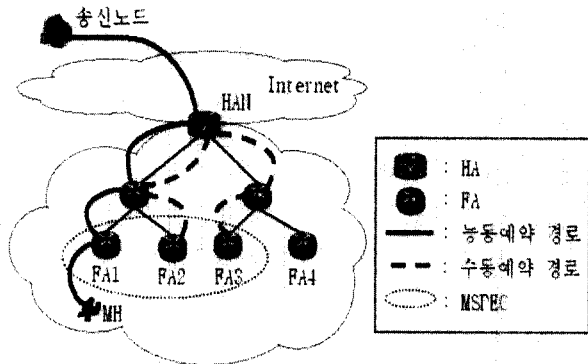 송신노드
Internet
HAN
FA1 FA2 FA3 FA4
MH
: HA
: FA
: 능동예약 경로
: 수동예약 경로
: MSPEC